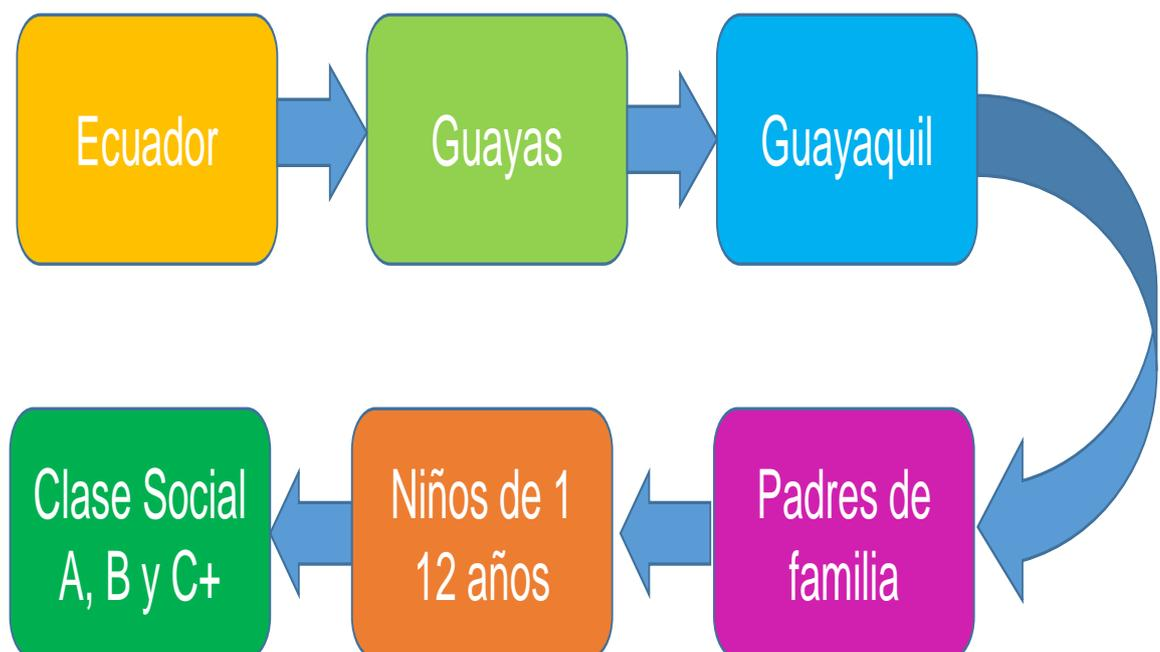 Ecuador
Guayas
Guayaquil
Padres de
familia
Niños de 1
12 años
Clase Social
A, B y C+